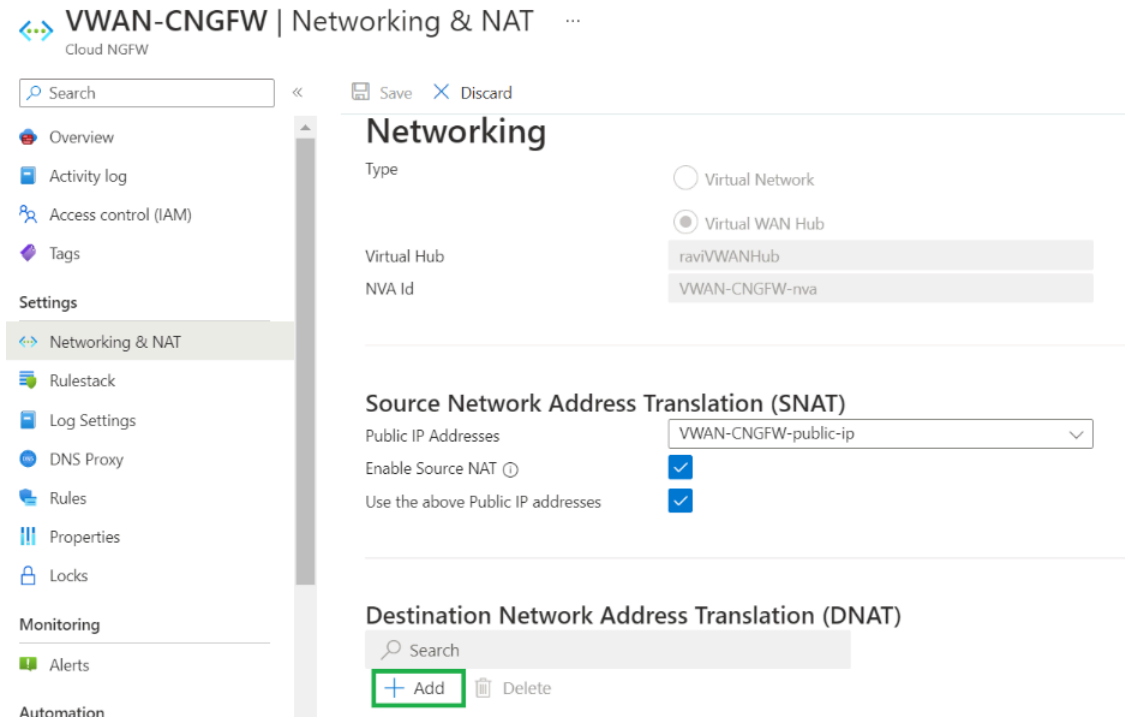 VWAN-CNGFW | Networking & NAT ...
Cloud NGFW
Search
«
Save Discard
Overview
Activity log
Access control (IAM)
Tags
Settings
Networking & NAT
Rulestack
Log Settings
DNS Proxy
Rules
Properties
Locks
Monitoring
Alerts
Automation
Networking
Type
Virtual Network
Virtual WAN Hub
Virtual Hub raviVWANHub
NVA Id VWAN-CNGFW-nva
Source Network Address Translation (SNAT)
Public IP Addresses VWAN-CNGFW-public-ip
Enable Source NAT
Use the above Public IP addresses
Destination Network Address Translation (DNAT)
Search
Add Delete